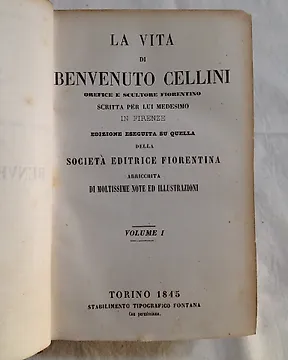 LA VITA
DI
BENVENUTO CELLINI
OREFICE E SCULTORE FIORENTINO
SCRITTA PER LUI MEDESIMO
IN FIRENZE
EDIZIONE ESEGUITA SU QUELLA
DELLA
SOCIETÀ EDITRICE FIORENTINA
ARRICCHITA
DI MOLTISSIME NOTE ED ILLUSTRAZIONI
VOLUME I
TORINO 1845
STABILIMENTO TIPOGRAFICO FONTANA
Con permissione.